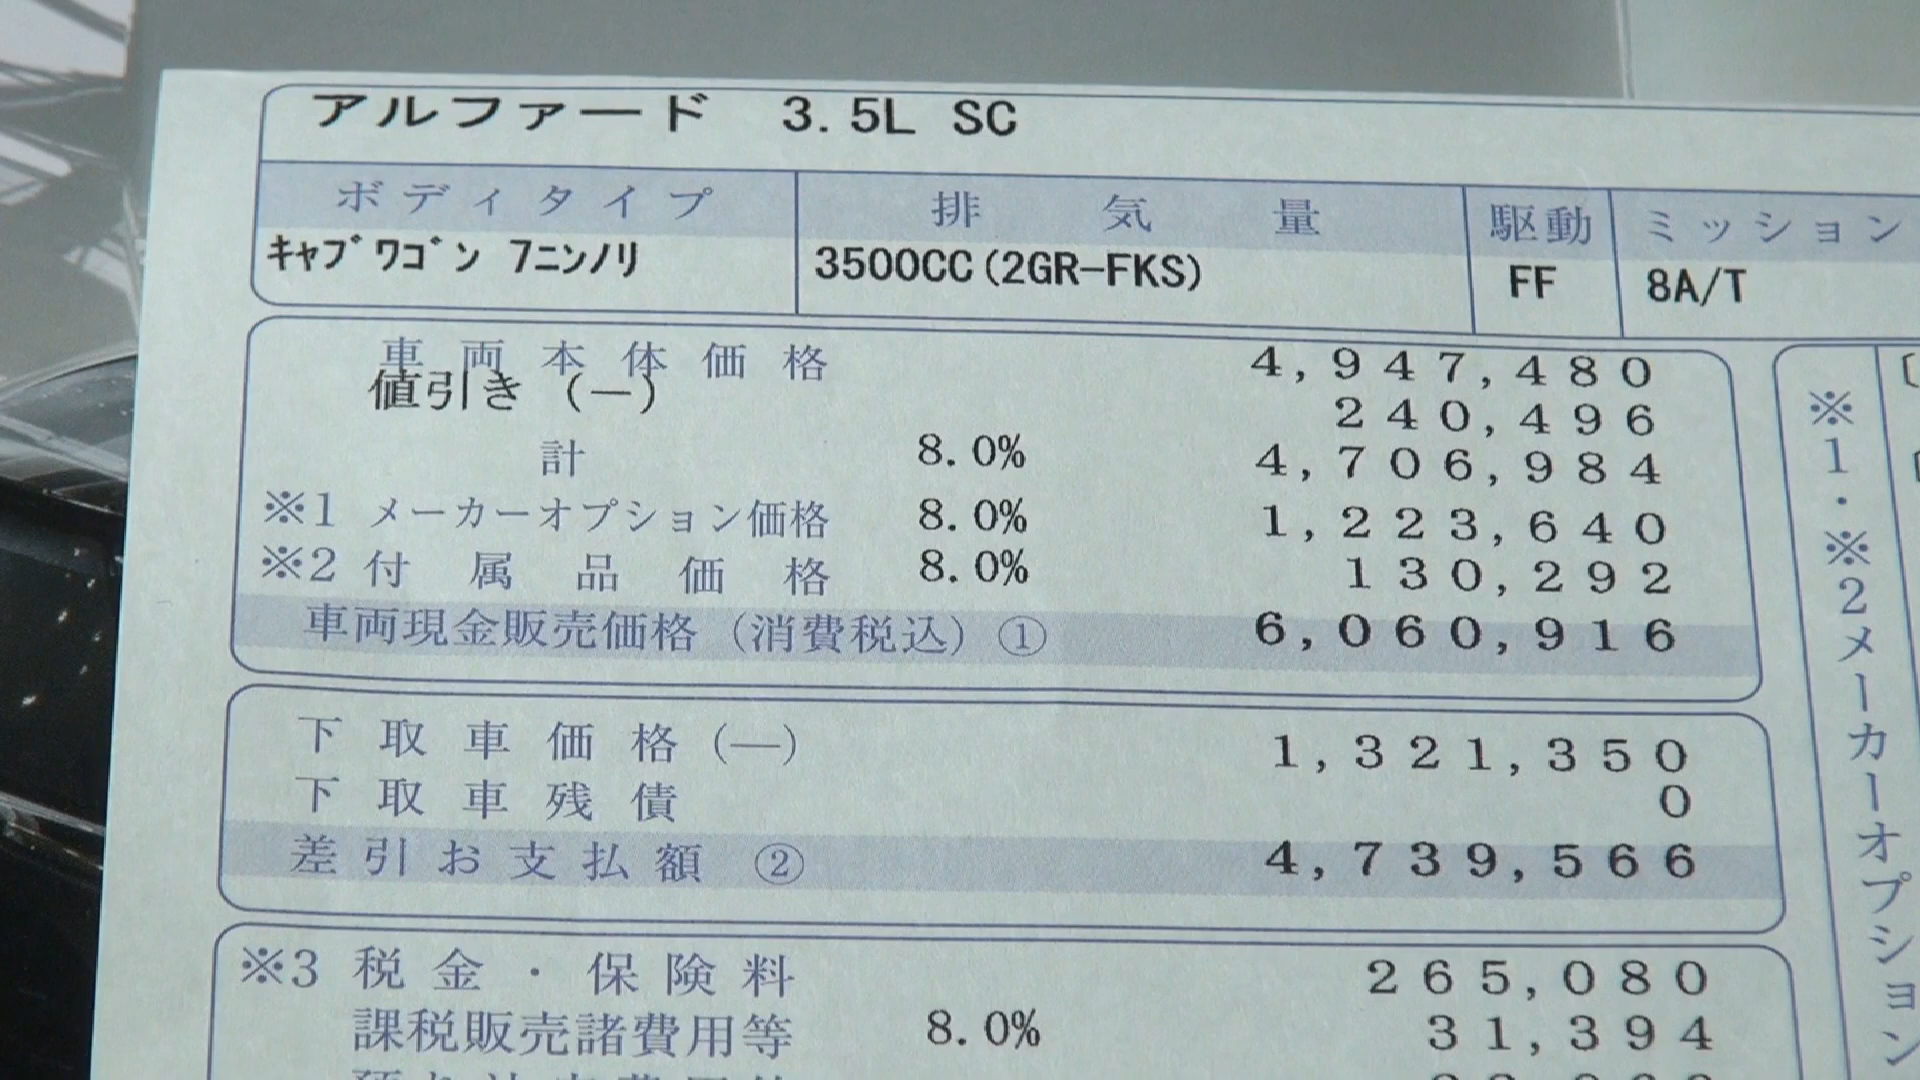 アルファード 3.5L SC
ボディタイプ 排気量 駆動 ミッション
ｷｬﾌﾞﾜｺﾞﾝ 7ﾆﾝﾉﾘ 3500CC(2GR-FKS) FF 8A/T
車両本体価格 4,947,480
値引き (－) 240,496
計 8.0% 4,706,984
※1 メーカーオプション価格 8.0% 1,223,640
※2 付属品価格 8.0% 130,292
車両現金販売価格（消費税込）① 6,060,916
下取車価格(―) 1,321,350
下取車残債 0
差引お支払額 ② 4,739,566
※3 税金・保険料 265,080
課税販売諸費用等 8.0% 31,394
※1・※2メーカーオプション